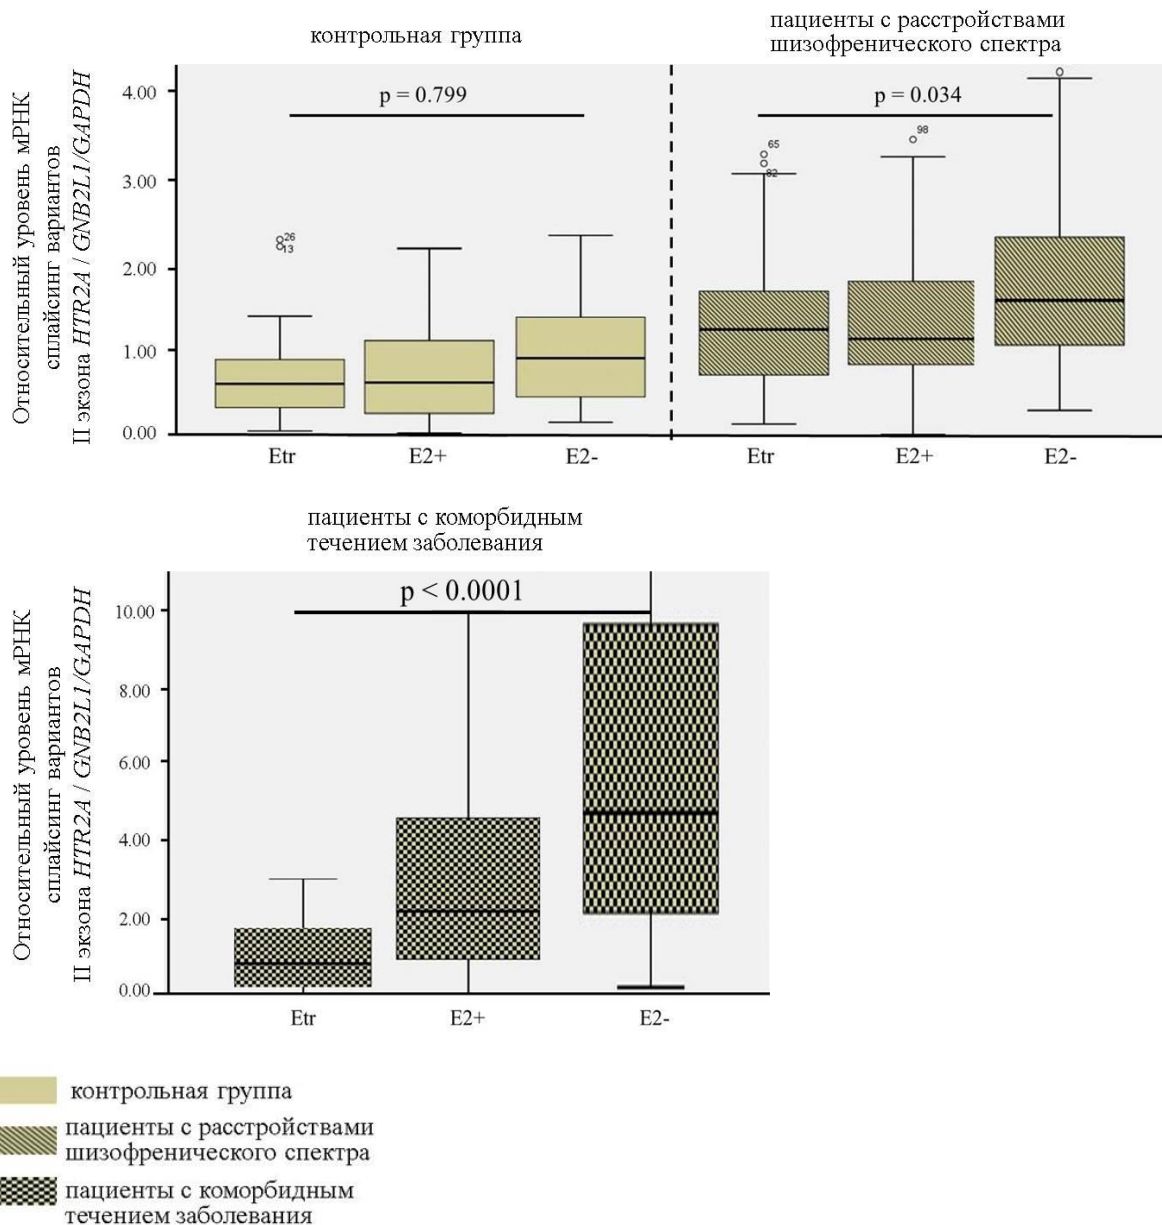 контрольная группа
пациенты с расстройствами
шизофренического спектра
Относительный уровень мРНК
сплайсинг вариантов
II экзона HTR2A / GNB2L1/GAPDH
4.00
3.00
2.00
1.00
0.00
p = 0.799
p = 0.034
26
13
65
82
98
Etr
E2+
E2-
Etr
E2+
E2-
пациенты с коморбидным
течением заболевания
Относительный уровень мРНК
сплайсинг вариантов
II экзона HTR2A / GNB2L1/GAPDH
10.00
8.00
6.00
4.00
2.00
0.00
p < 0.0001
Etr
E2+
E2-
контрольная группа
пациенты с расстройствами
шизофренического спектра
пациенты с коморбидным
течением заболевания